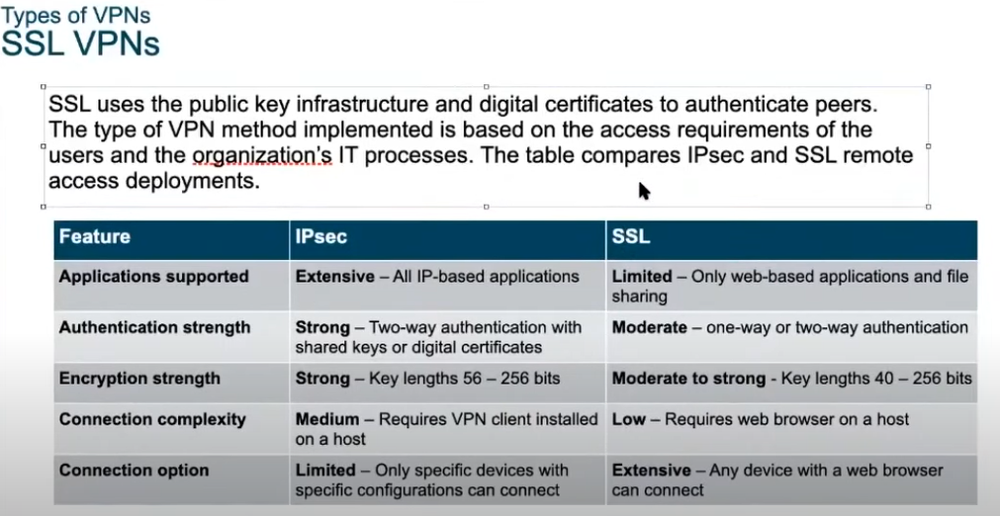 Types of VPNs
SSL VPNs
SSL uses the public key infrastructure and digital certificates to authenticate peers.
The type of VPN method implemented is based on the access requirements of the
users and the organization's IT processes. The table compares IPsec and SSL remote
access deployments.
Feature IPsec SSL
Applications supported Extensive – All IP-based applications Limited – Only web-based applications and file
sharing
Authentication strength Strong – Two-way authentication with Moderate – one-way or two-way authentication
shared keys or digital certificates
Encryption strength Strong – Key lengths 56 – 256 bits Moderate to strong - Key lengths 40 – 256 bits
Connection complexity Medium – Requires VPN client installed Low – Requires web browser on a host
on a host
Connection option Limited – Only specific devices with Extensive – Any device with a web browser
specific configurations can connect can connect